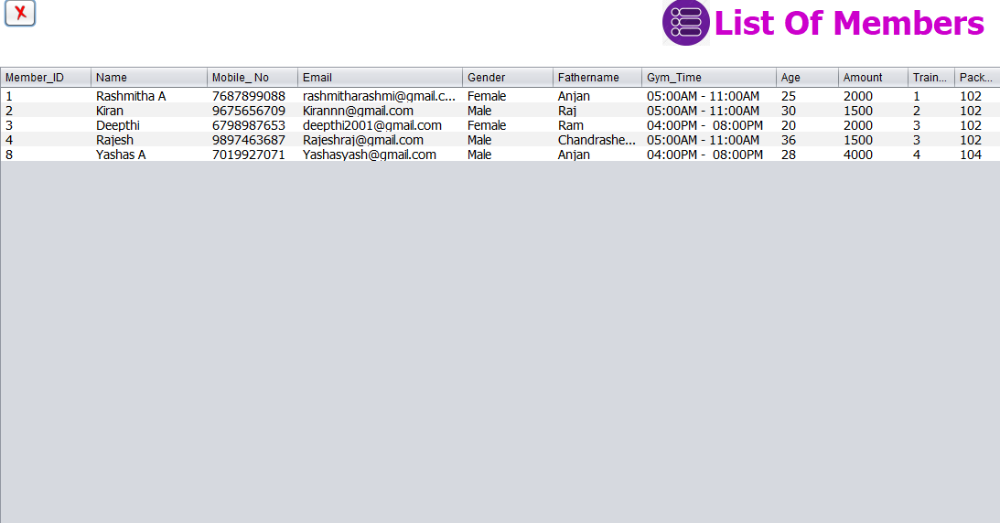 List Of Members
Member_ID Name Mobile_ No Email Gender Fathername Gym_Time Age Amount Train... Pack...
1 Rashmitha A 7687899088 rashmitharashmi@gmail.c... Female Anjan 05:00AM - 11:00AM 25 2000 1 102
2 Kiran 9675656709 Kirannn@gmail.com Male Raj 05:00AM - 11:00AM 30 1500 2 102
3 Deepthi 6798987653 deepthi2001@gmail.com Female Ram 04:00PM - 08:00PM 20 2000 3 102
4 Rajesh 9897463687 Rajeshraj@gmail.com Male Chandrashe... 05:00AM - 11:00AM 36 1500 3 102
8 Yashas A 7019927071 Yashasyash@gmail.com Male Anjan 04:00PM - 08:00PM 28 4000 4 104